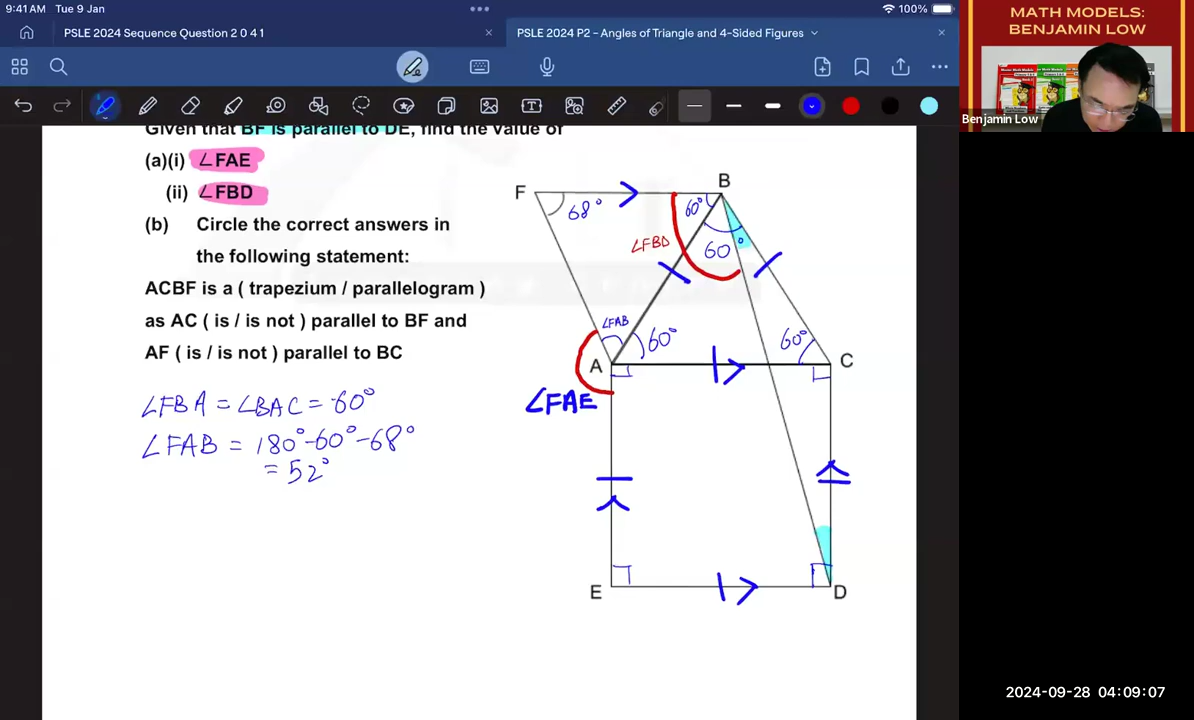 9:41 AM Tue 9 Jan
100%
PSLE 2024 Sequence Question 2 0 4 1
PSLE 2024 P2 - Angles of Triangle and 4-Sided Figures
MATH MODELS:
BENJAMIN LOW
Benjamin Low
Given that BF is parallel to DE, find the value of
(a)(i) ∠FAE
(ii) ∠FBD
(b) Circle the correct answers in
the following statement:
ACBF is a ( trapezium / parallelogram )
as AC ( is / is not ) parallel to BF and
AF ( is / is not ) parallel to BC
∠FBA = ∠BAC = 60°
∠FAB = 180° - 60° - 68°
= 52°
B
F
68°
60°
∠FBD
60°
∠FAB
60°
60°
A
C
∠FAE
E
D
2024-09-28 04:09:07